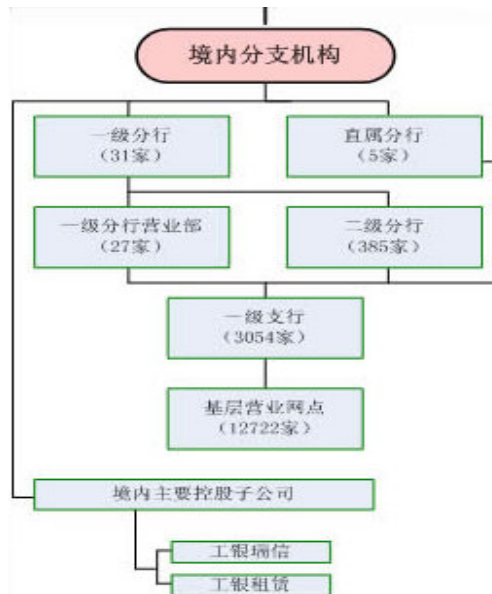 境内分支机构
一级分行
（31家）
直属分行
（5家）
一级分行营业部
（27家）
二级分行
（385家）
一级支行
（3054家）
基层营业网点
（12722家）
境内主要控股子公司
工银瑞信
工银租赁